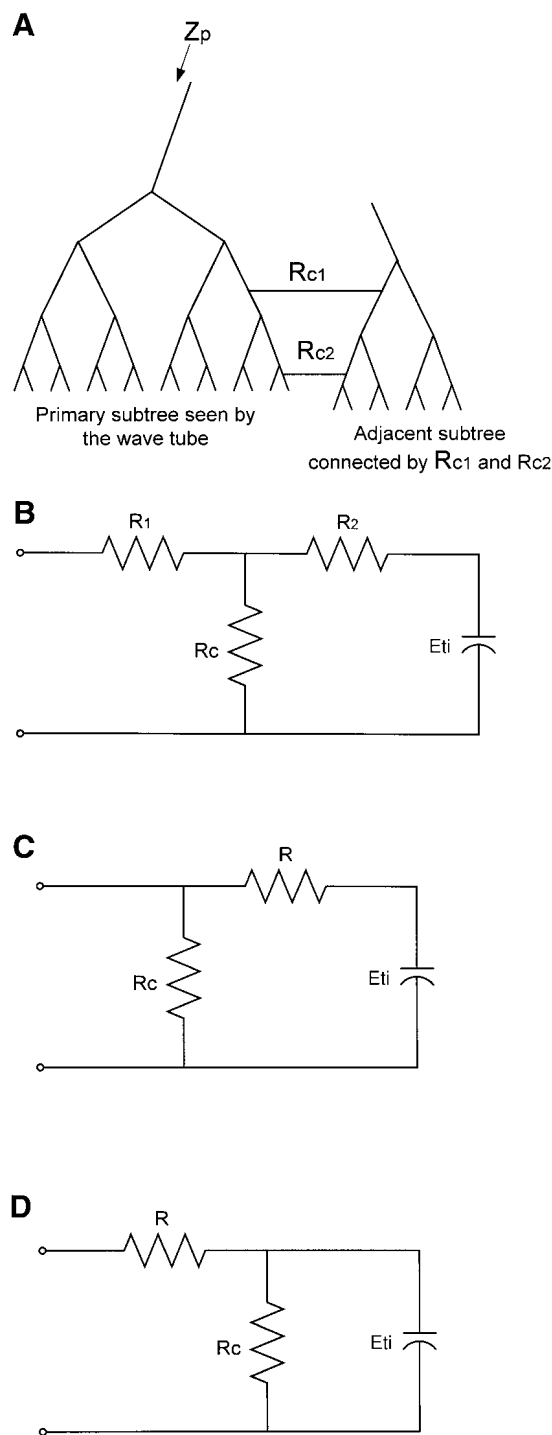 A
Zp
Rc1
Rc2
Primary subtree seen by
the wave tube
Adjacent subtree
connected by Rc1 and Rc2
B
R1
R2
Rc
Eti
C
R
Rc
Eti
D
R
Rc
Eti